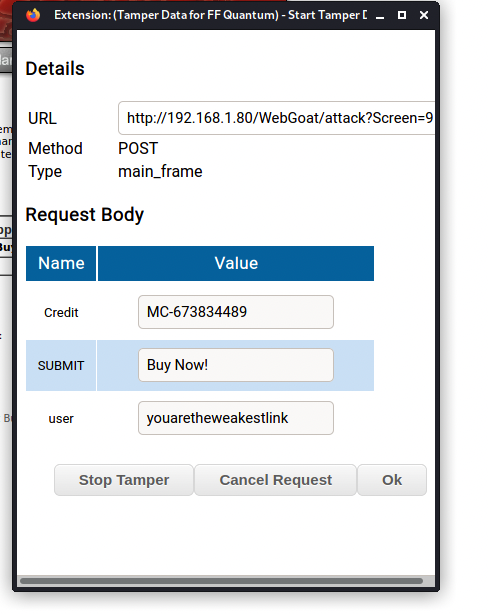 Extension: (Tamper Data for FF Quantum) - Start Tamper D
Details
URL http://192.168.1.80/WebGoat/attack?Screen=9
Method POST
Type main_frame
Request Body
Name Value
Credit MC-673834489
SUBMIT Buy Now!
user youaretheweakestlink
Stop Tamper Cancel Request Ok